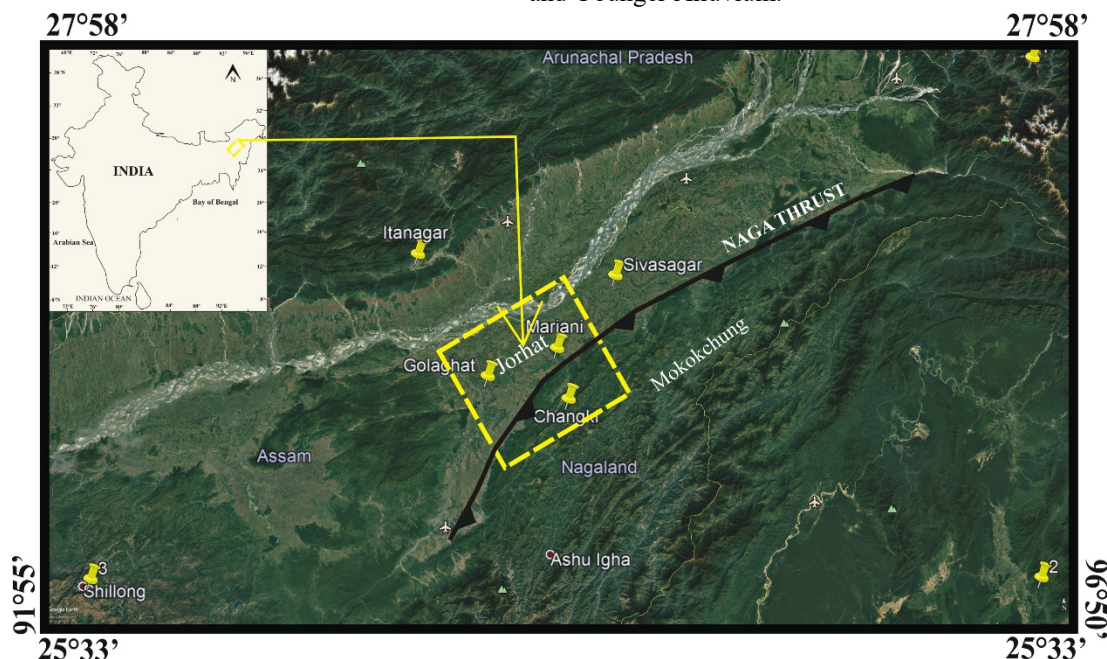 and Younger Alluvium.
27°58’
27°58’
INDIA
Bay of Bengal
Arabian Sea
INDIAN OCEAN
N
Arunachal Pradesh
Itanagar
Sivasagar
NAGA THRUST
Mariani
Jorhat
Golaghat
Mokokchung
Changki
Assam
Nagaland
Ashu Igha
3
Shillong
2
91°55’
96°50’
25°33’
25°33’